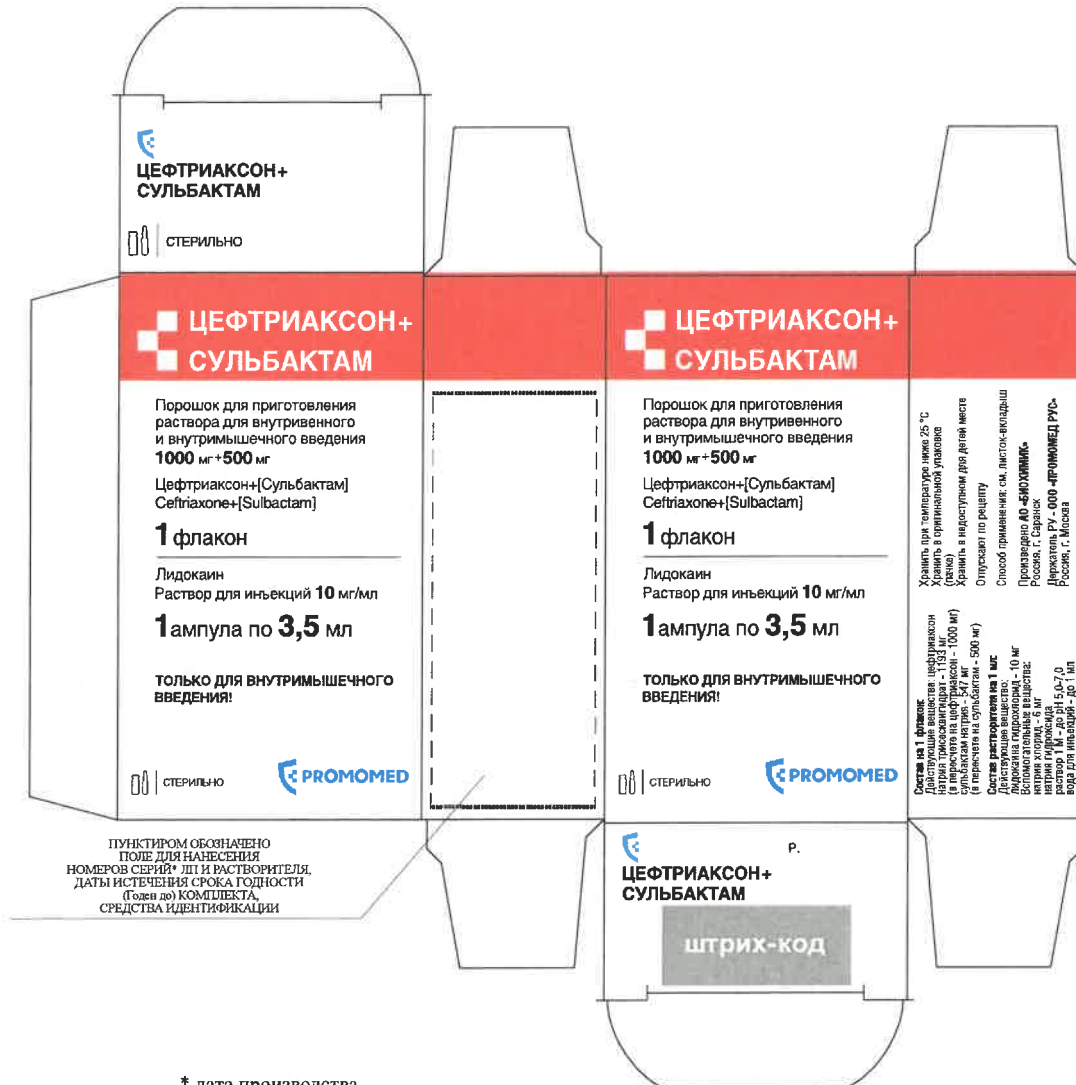 ЦЕФТРИАКСОН+
СУЛЬБАКТАМ
СТЕРИЛЬНО
ЦЕФТРИАКСОН+
СУЛЬБАКТАМ
Порошок для приготовления
раствора для внутривенного
и внутримышечного введения
1000 мг+500 мг
Цефтриаксон+[Сульбактам]
Ceftriaxone+[Sulbactam]
1 флакон
Лидокаин
Раствор для инъекций 10 мг/мл
1 ампула по 3,5 мл
ТОЛЬКО ДЛЯ ВНУТРИМЫШЕЧНОГО
ВВЕДЕНИЯ!
СТЕРИЛЬНО
PROMOMED
ПУНКТИРОМ ОБОЗНАЧЕНО
ПОЛЕ ДЛЯ НАНЕСЕНИЯ
НОМЕРОВ СЕРИЙ* ЛП И РАСТВОРИТЕЛЯ,
ДАТЫ ИСТЕЧЕНИЯ СРОКА ГОДНОСТИ
(Годен до) КОМПЛЕКТА,
СРЕДСТВА ИДЕНТИФИКАЦИИ
ЦЕФТРИАКСОН+
СУЛЬБАКТАМ
Порошок для приготовления
раствора для внутривенного
и внутримышечного введения
1000 мг+500 мг
Цефтриаксон+[Сульбактам]
Ceftriaxone+[Sulbactam]
1 флакон
Лидокаин
Раствор для инъекций 10 мг/мл
1 ампула по 3,5 мл
ТОЛЬКО ДЛЯ ВНУТРИМЫШЕЧНОГО
ВВЕДЕНИЯ!
СТЕРИЛЬНО
PROMOMED
Р.
ЦЕФТРИАКСОН+
СУЛЬБАКТАМ
штрих-код
Состав на 1 флакон:
Действующие вещества: цефтриаксон
натрия трисесквигидрат - 1193 мг
(в пересчете на цефтриаксон - 1000 мг)
сульбактам натрия - 547 мг
(в пересчете на сульбактам - 500 мг)
Состав растворителя на 1 мл:
Действующее вещество:
лидокаина гидрохлорид - 10 мг
Вспомогательные вещества:
натрия хлорид - 6 мг
натрия гидроксида
раствор 1 М - до pH 5,0-7,0
вода для инъекций - до 1 мл
Хранить при температуре ниже 25 °C
Хранить в оригинальной упаковке
(пачке)
Хранить в недоступном для детей месте
Отпускают по рецепту
Способ применения: см. листок-вкладыш
Произведено АО «БИОХИМИК»
Россия, г. Саранск
Держатель РУ - ООО «ПРОМОМЕД РУС»
Россия, г. Москва
* дата производства